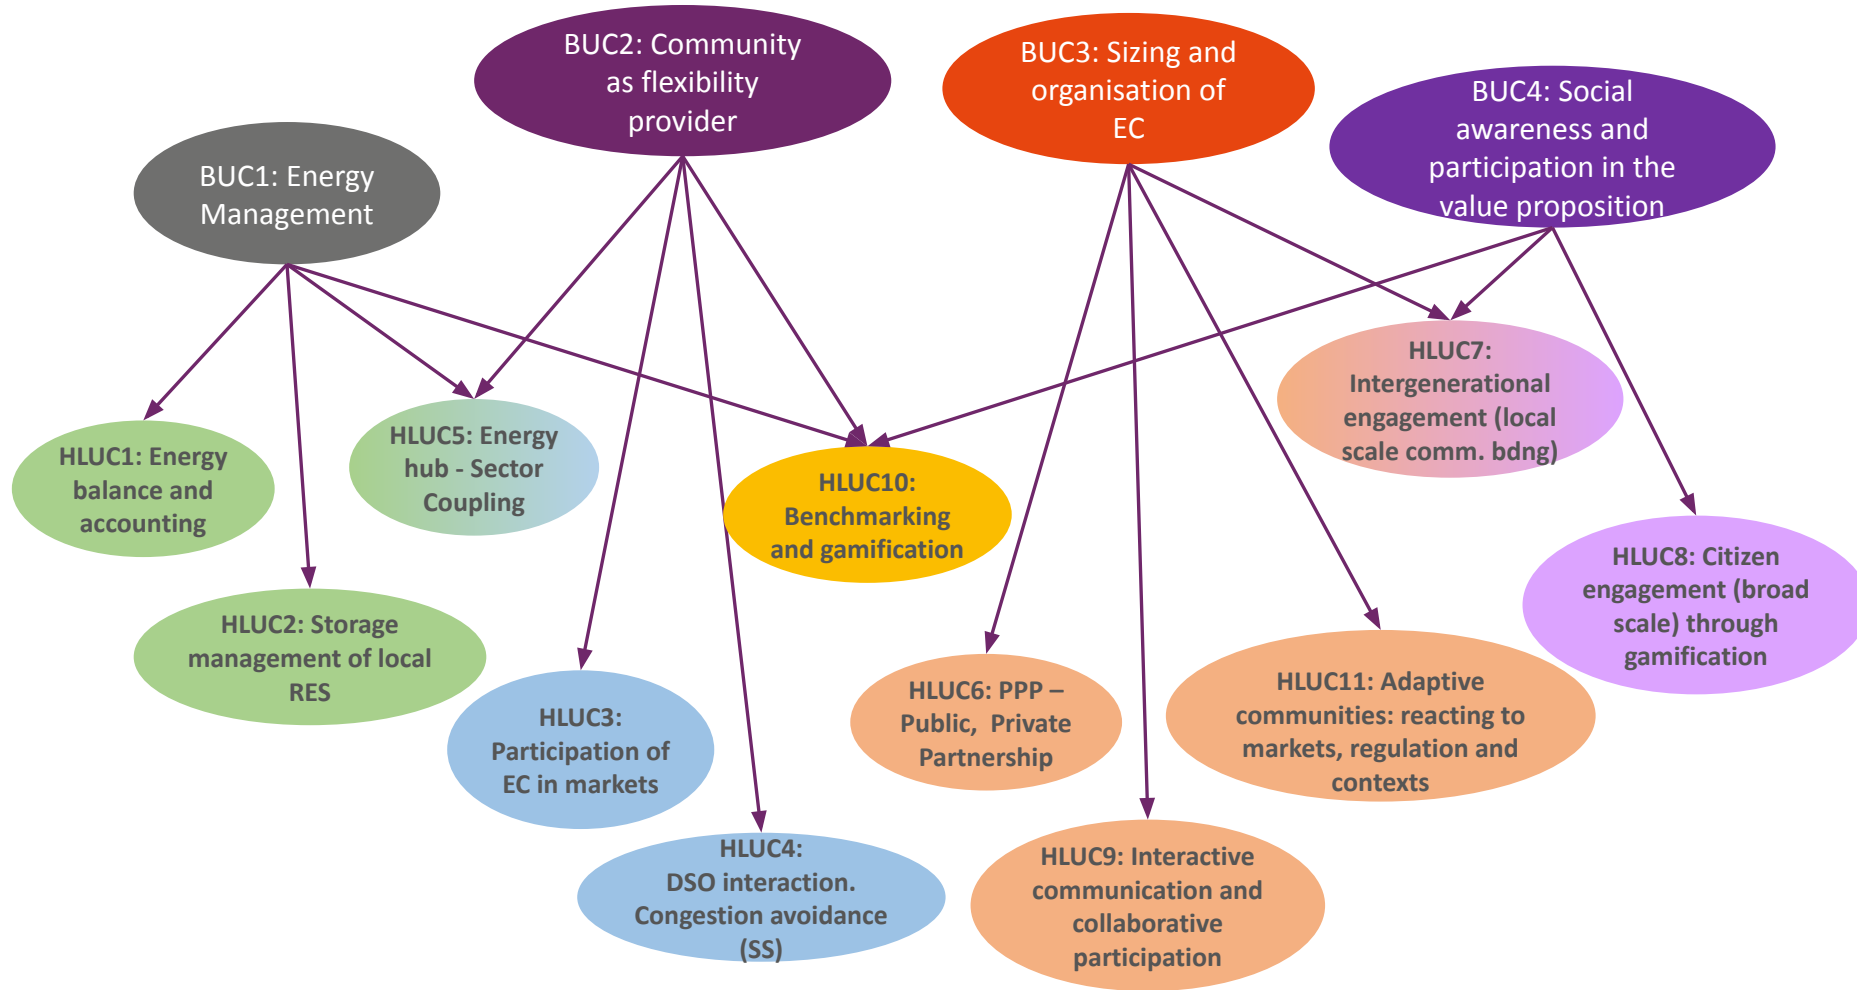 BUC2: Community
as flexibility
provider
BUC3: Sizing and
organisation of
EC
BUC4: Social
awareness and
participation in the
value proposition
BUC1: Energy
Management
HLUC7:
Intergenerational
engagement (local
scale comm. bdng)
HLUC1: Energy
balance and
accounting
HLUC5: Energy
hub - Sector
Coupling
HLUC10:
Benchmarking
and gamification
HLUC8: Citizen
engagement (broad
scale) through
gamification
HLUC2: Storage
management of local
RES
HLUC3:
Participation of
EC in markets
HLUC6: PPP –
Public, Private
Partnership
HLUC11: Adaptive
communities: reacting to
markets, regulation and
contexts
HLUC4:
DSO interaction.
Congestion avoidance
(SS)
HLUC9: Interactive
communication and
collaborative
participation